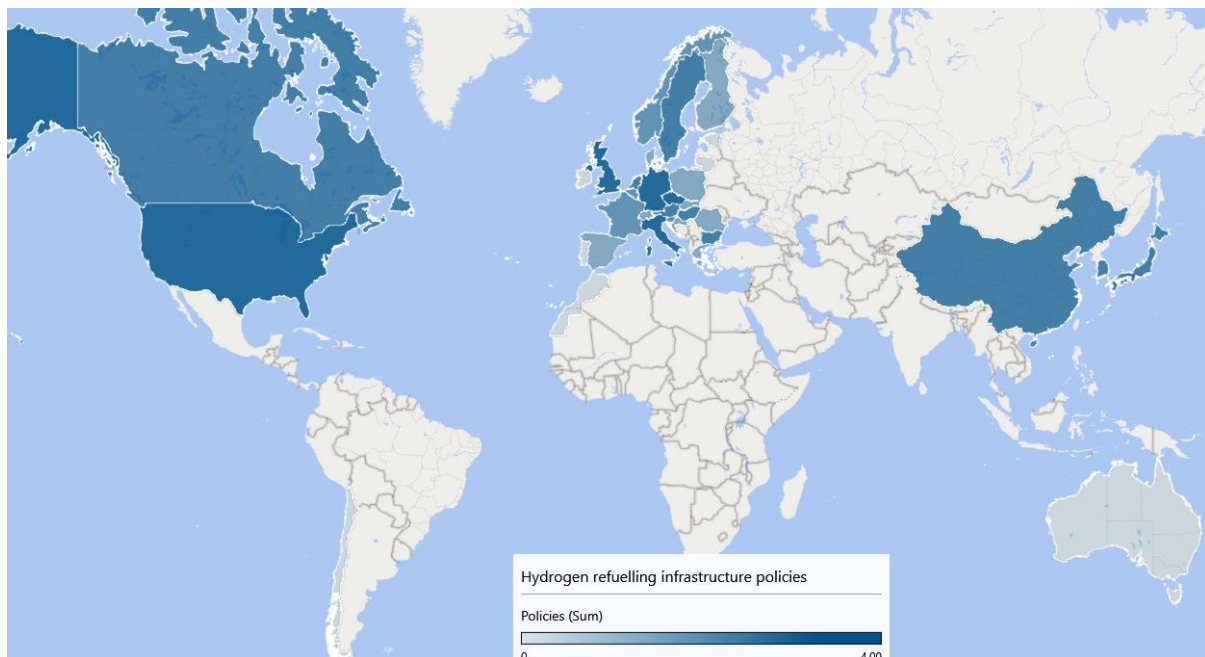 Hydrogen refuelling infrastructure policies
Policies (Sum)
0 4.00